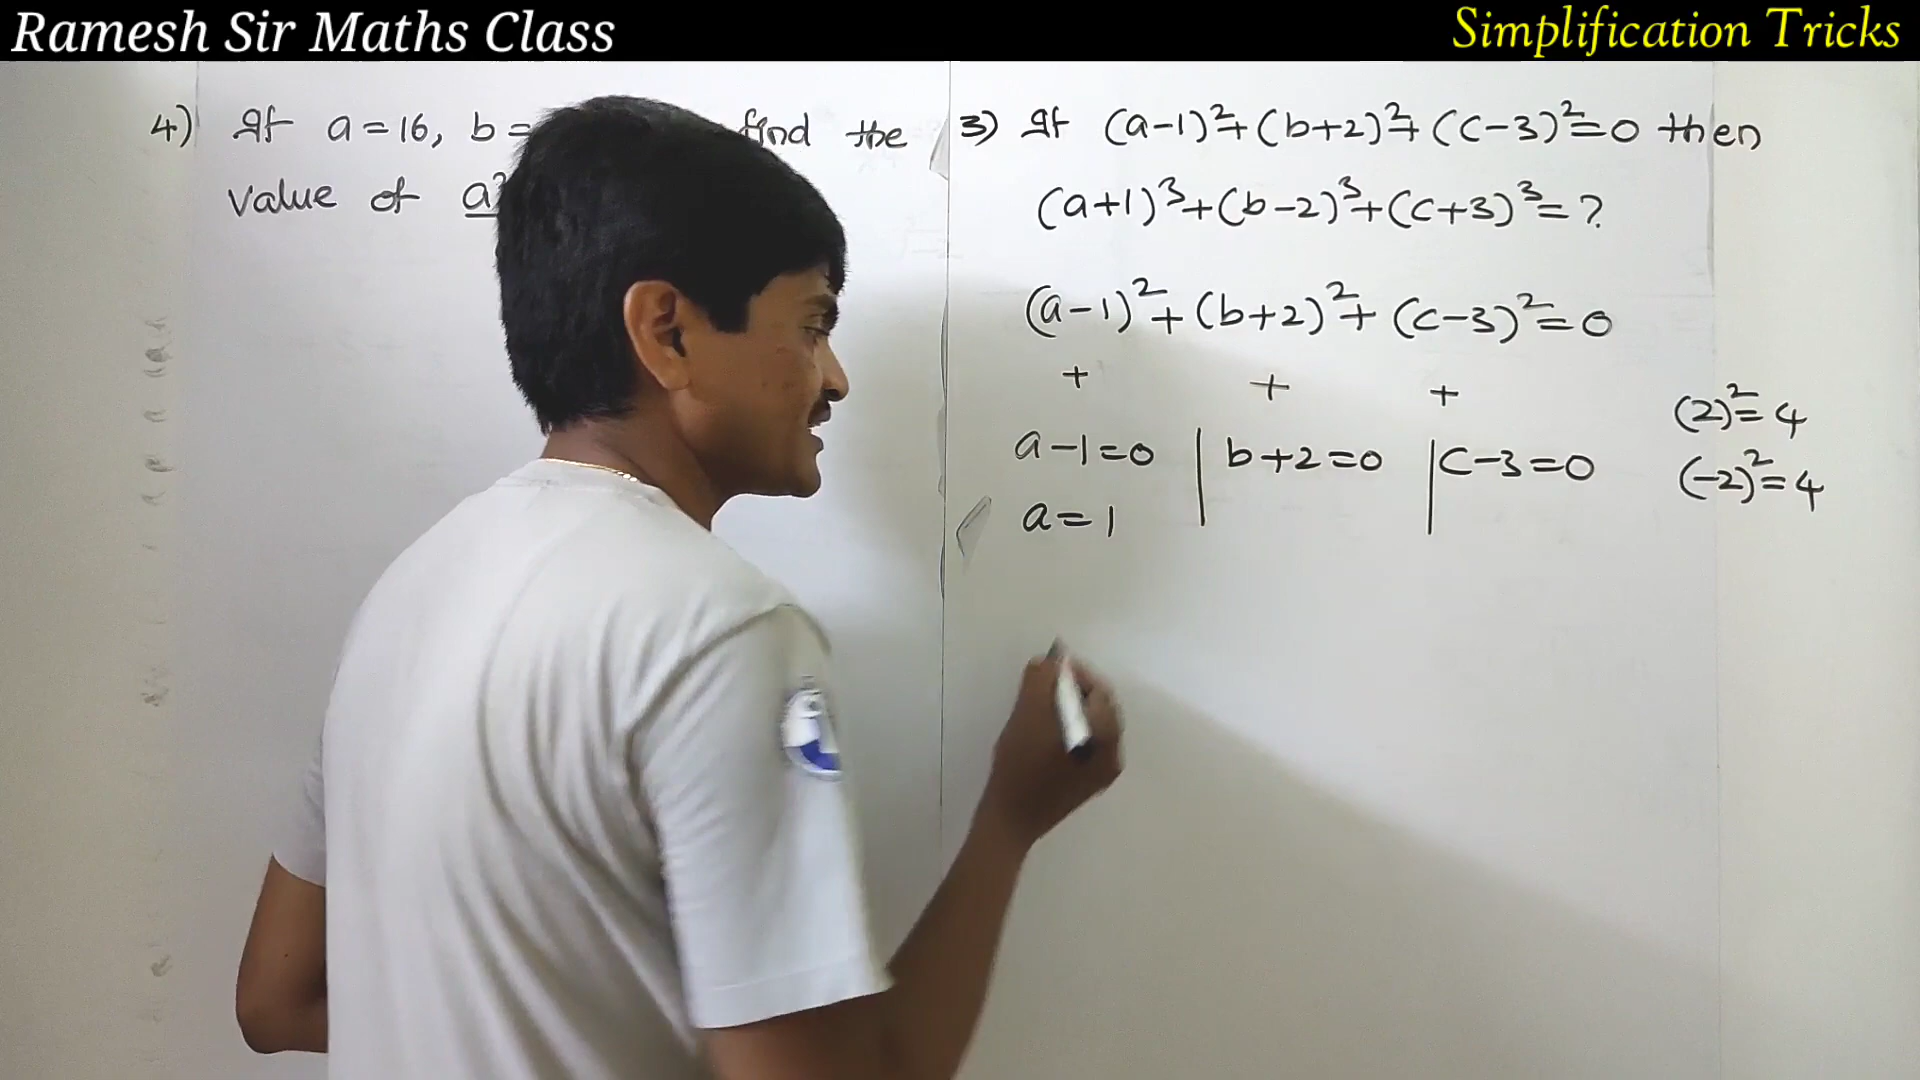 Ramesh Sir Maths Class
Simplification Tricks
4) If a=16, b= find the
value of a
3) If (a-1)²+(b+2)²+(c-3)²=0 then
(a+1)³+(b-2)³+(c+3)³=?
(a-1)²+(b+2)²+(c-3)²=0
+ + +
a-1=0 | b+2=0 | c-3=0
a=1
(2)²=4
(-2)²=4